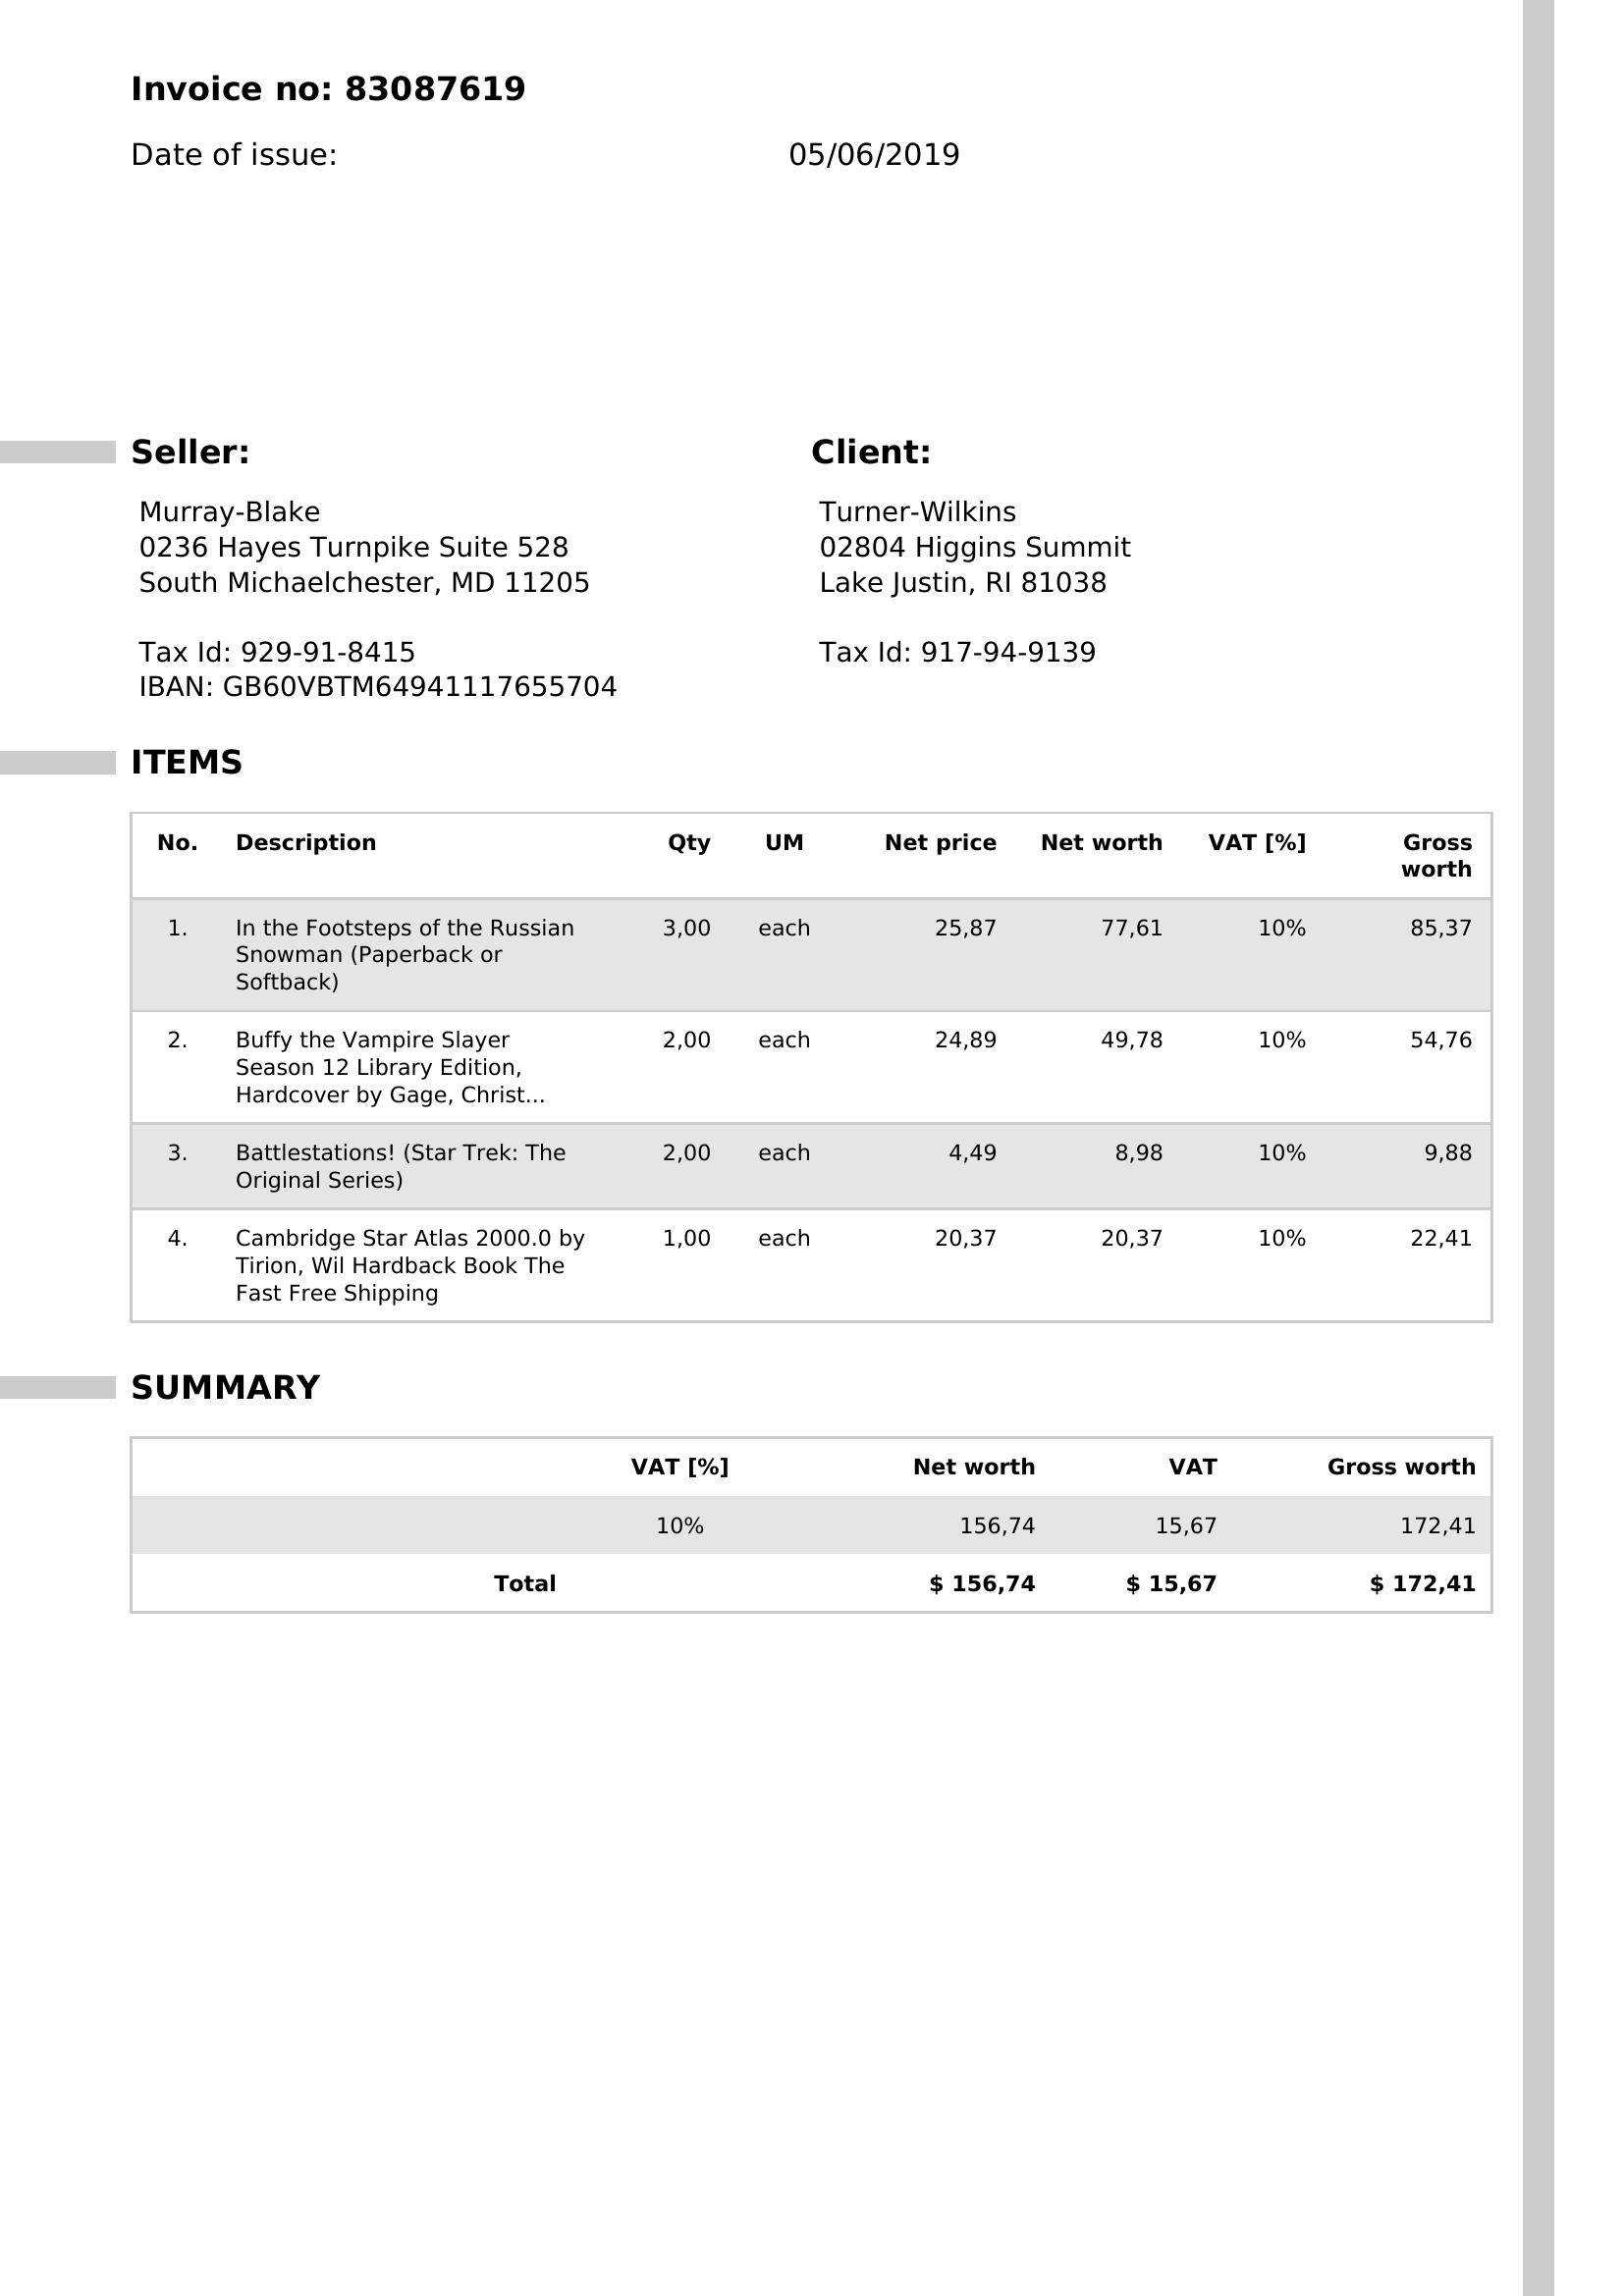 Invoice no: 83087619
Date of issue: 05/06/2019
Seller:
Murray-Blake
0236 Hayes Turnpike Suite 528
South Michaelchester, MD 11205
Tax Id: 929-91-8415
IBAN: GB60VBTM64941117655704
Client:
Turner-Wilkins
02804 Higgins Summit
Lake Justin, RI 81038
Tax Id: 917-94-9139
ITEMS
No. Description Qty UM Net price Net worth VAT [%] Gross
worth
1. In the Footsteps of the Russian 3,00 each 25,87 77,61 10% 85,37
Snowman (Paperback or
Softback)
2. Buffy the Vampire Slayer 2,00 each 24,89 49,78 10% 54,76
Season 12 Library Edition,
Hardcover by Gage, Christ...
3. Battlestations! (Star Trek: The 2,00 each 4,49 8,98 10% 9,88
Original Series)
4. Cambridge Star Atlas 2000.0 by 1,00 each 20,37 20,37 10% 22,41
Tirion, Wil Hardback Book The
Fast Free Shipping
SUMMARY
VAT [%] Net worth VAT Gross worth
10% 156,74 15,67 172,41
Total $ 156,74 $ 15,67 $ 172,41